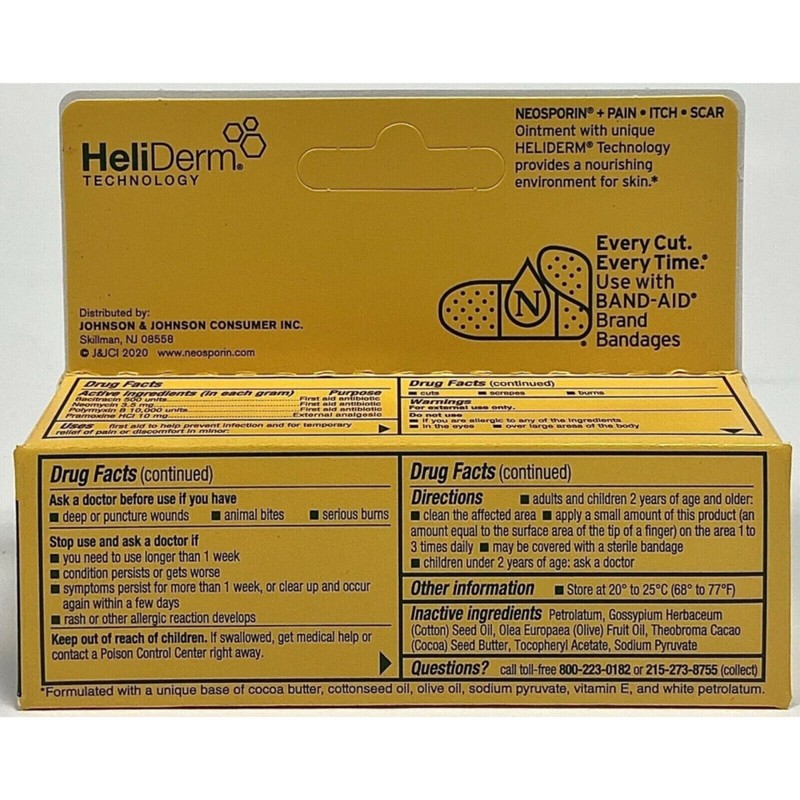 HeliDerm®
TECHNOLOGY
NEOSPORIN® + PAIN • ITCH • SCAR
Ointment with unique
HELIDERM® Technology
provides a nourishing
environment for skin.*
Every Cut.
Every Time.®
Use with
BAND-AID®
Brand
Bandages
N
Distributed by:
JOHNSON & JOHNSON CONSUMER INC.
Skillman, NJ 08558
© J&JCI 2020 www.neosporin.com
Drug Facts
Active ingredients (in each gram) Purpose
Bacitracin 500 units First aid antibiotic
Neomycin 3.5 mg First aid antibiotic
Polymyxin B 10,000 units First aid antibiotic
Pramoxine HCl 10 mg External analgesic
Uses first aid to help prevent infection and for temporary
relief of pain or discomfort in minor:
Drug Facts (continued)
■ cuts ■ scrapes ■ burns
Warnings
For external use only.
Do not use
■ if you are allergic to any of the ingredients
■ in the eyes ■ over large areas of the body
Drug Facts (continued)
Ask a doctor before use if you have
■ deep or puncture wounds ■ animal bites ■ serious burns
Stop use and ask a doctor if
■ you need to use longer than 1 week
■ condition persists or gets worse
■ symptoms persist for more than 1 week, or clear up and occur
again within a few days
■ rash or other allergic reaction develops
Keep out of reach of children. If swallowed, get medical help or
contact a Poison Control Center right away.
Drug Facts (continued)
Directions ■ adults and children 2 years of age and older:
■ clean the affected area ■ apply a small amount of this product (an
amount equal to the surface area of the tip of a finger) on the area 1 to
3 times daily ■ may be covered with a sterile bandage
■ children under 2 years of age: ask a doctor
Other information ■ Store at 20° to 25°C (68° to 77°F)
Inactive ingredients Petrolatum, Gossypium Herbaceum
(Cotton) Seed Oil, Olea Europaea (Olive) Fruit Oil, Theobroma Cacao
(Cocoa) Seed Butter, Tocopheryl Acetate, Sodium Pyruvate
Questions? call toll-free 800-223-0182 or 215-273-8755 (collect)
*Formulated with a unique base of cocoa butter, cottonseed oil, olive oil, sodium pyruvate, vitamin E, and white petrolatum.